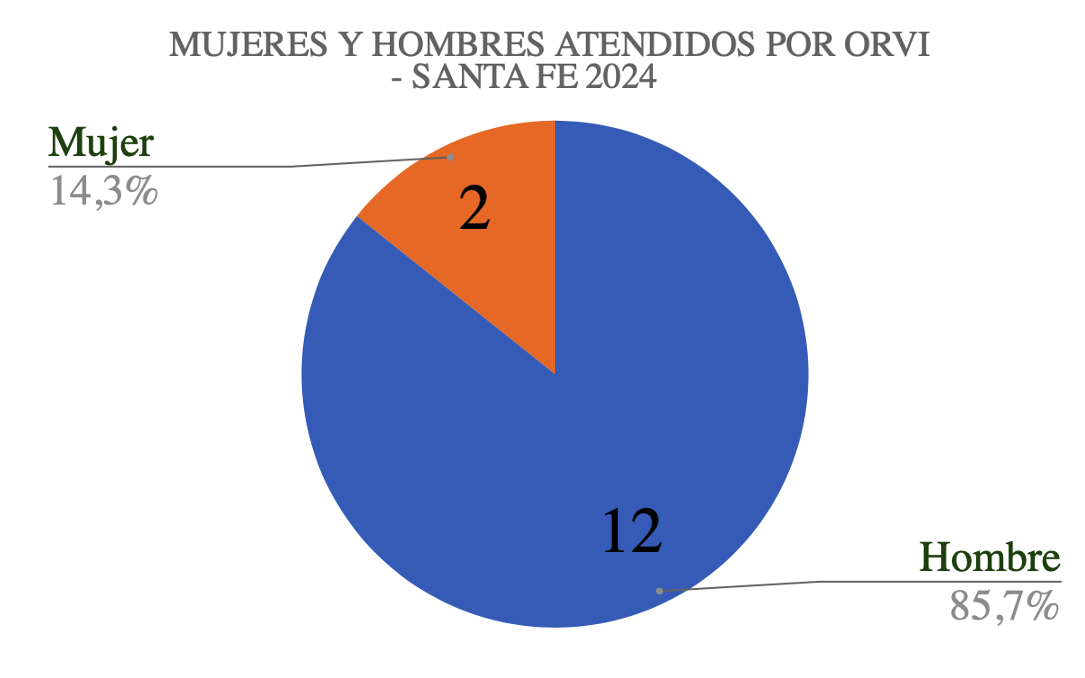 MUJERES Y HOMBRES ATENDIDOS POR ORVI
- SANTA FE 2024
Mujer
14,3%
2
12
Hombre
85,7%